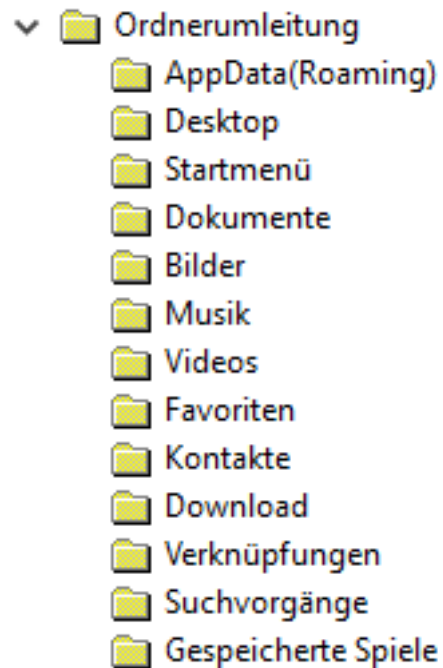 Ordnerumleitung
AppData(Roaming)
Desktop
Startmenü
Dokumente
Bilder
Musik
Videos
Favoriten
Kontakte
Download
Verknüpfungen
Suchvorgänge
Gespeicherte Spiele